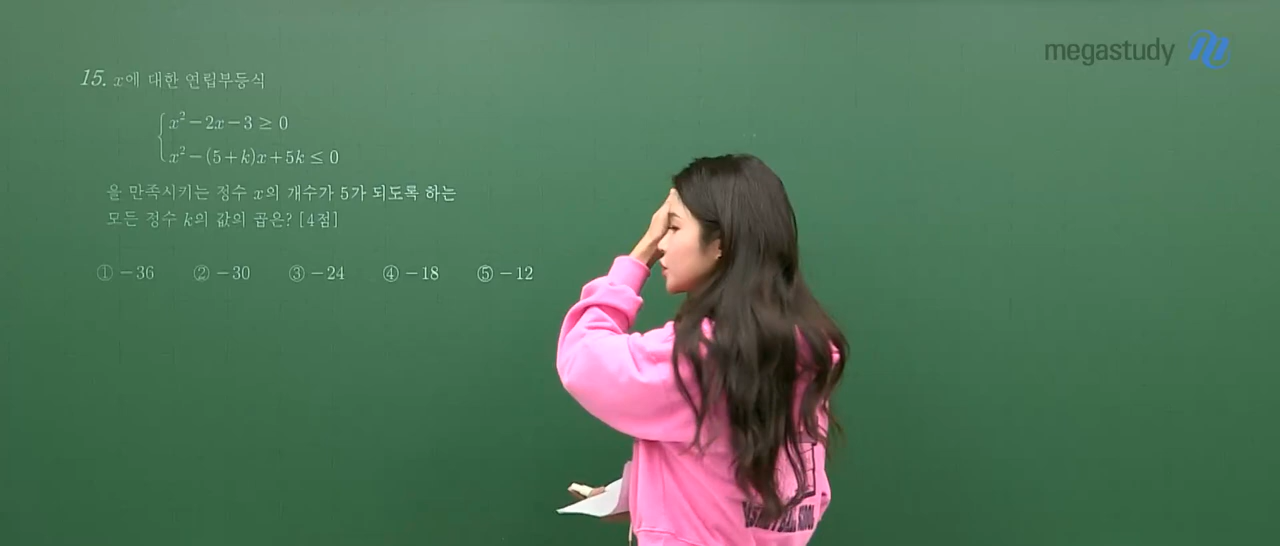 megastudy
15. x에 대한 연립부등식
x² − 2x − 3 ≥ 0
x² − (5 + k)x + 5k ≤ 0
을 만족시키는 정수 x의 개수가 5가 되도록 하는
모든 정수 k의 값의 곱은? [4점]
① −36 ② −30 ③ −24 ④ −18 ⑤ −12